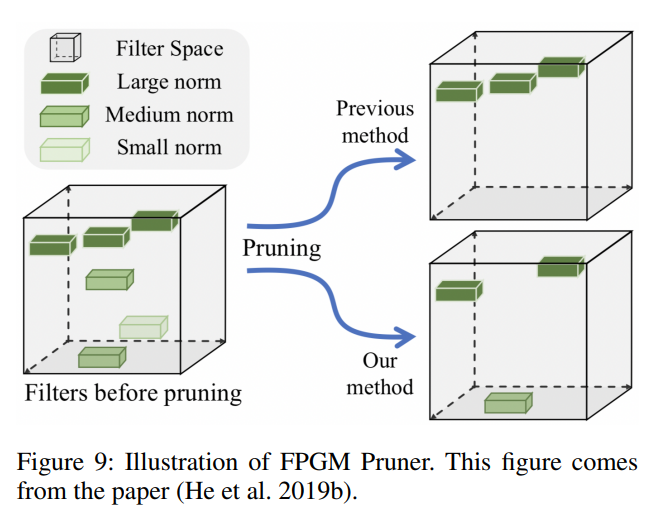 Filter Space
Large norm
Medium norm
Small norm
Previous
method
Pruning
Our
method
Filters before pruning
Figure 9: Illustration of FPGM Pruner. This figure comes
from the paper (He et al. 2019b).